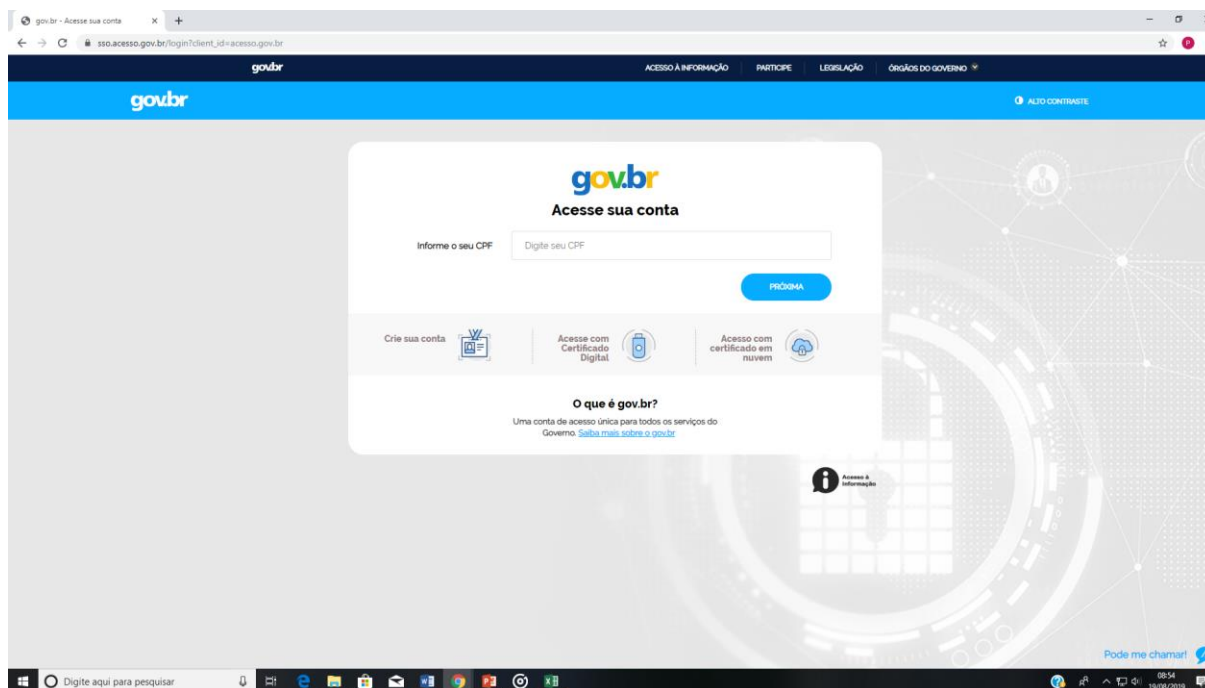 gov.br - Acesse sua conta
sso.acesso.gov.br/login?client_id=acesso.gov.br
P
gov.br
ACESSO À INFORMAÇÃO
PARTICIPE
LEGISLAÇÃO
ÓRGÃOS DO GOVERNO
gov.br
ALTO CONTRASTE
gov.br
Acesse sua conta
Informe o seu CPF
Digite seu CPF
PRÓXIMA
Crie sua conta
Acesse com
Certificado
Digital
Acesso com
certificado em
nuvem
O que é gov.br?
Uma conta de acesso única para todos os serviços do
Governo. Saiba mais sobre o gov.br
Acesso à
Informação
Pode me chamar!
Digite aqui para pesquisar
08:54
19/08/2019